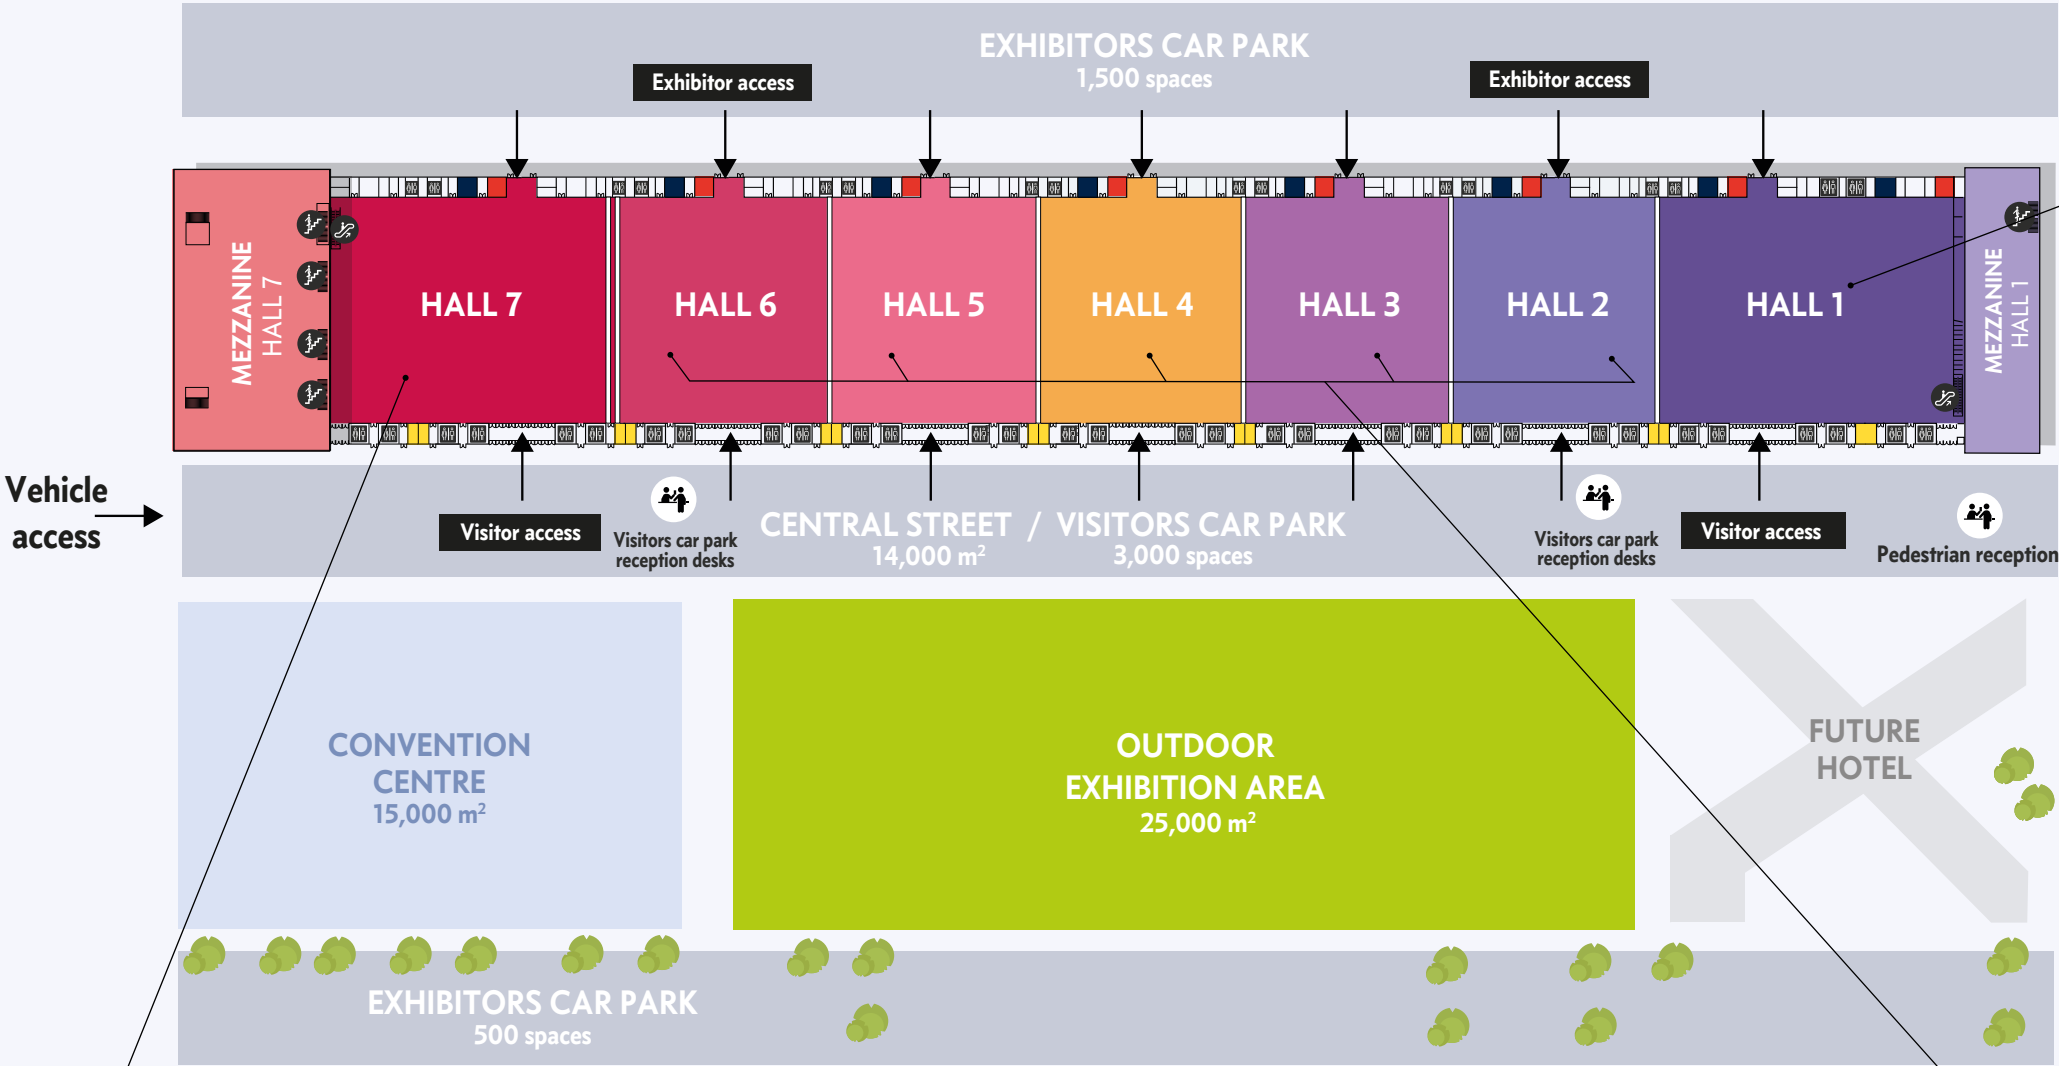 EXHIBITORS CAR PARK
1,500 spaces
Exhibitor access
Exhibitor access
MEZZANINE
HALL 7
HALL 7
HALL 6
HALL 5
HALL 4
HALL 3
HALL 2
HALL 1
MEZZANINE
HALL 1
Vehicle
access
Visitor access
Visitors car park
reception desks
CENTRAL STREET / VISITORS CAR PARK
14,000 m²
3,000 spaces
Visitors car park
reception desks
Visitor access
Pedestrian reception
CONVENTION
CENTRE
15,000 m²
OUTDOOR
EXHIBITION AREA
25,000 m²
FUTURE
HOTEL
EXHIBITORS CAR PARK
500 spaces